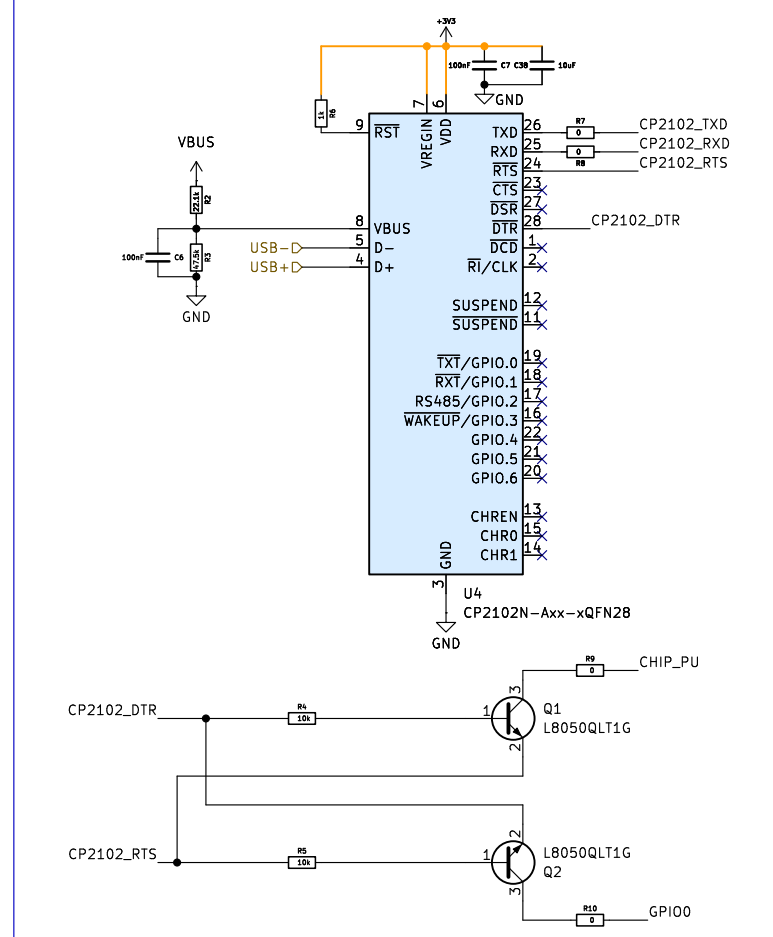 +3V3
100nF C7 C38 10uF
GND
1k R6
7 6
9 RST VREGIN VDD TXD 26 R7 0 CP2102_TXD
RXD 25 0 R8 CP2102_RXD
RTS 24 CP2102_RTS
CTS 23
DSR 27
VBUS
22.1k R2
8 VBUS DTR 28 CP2102_DTR
USB- 5 D- DCD 1
USB+ 4 D+ RI/CLK 2
100nF C6 47.5k R3
GND
SUSPEND 12
SUSPEND 11
TXT/GPIO.0 19
RXT/GPIO.1 18
RS485/GPIO.2 17
WAKEUP/GPIO.3 16
GPIO.4 22
GPIO.5 21
GPIO.6 20
CHREN 13
CHR0 15
CHR1 14
GND
3
U4
CP2102N-Axx-xQFN28
GND
R9 0 CHIP_PU
3
CP2102_DTR R4 10k 1 Q1
L8050QLT1G
2
2
CP2102_RTS R5 10k 1 L8050QLT1G
Q2
3
R10 0 GPIO0